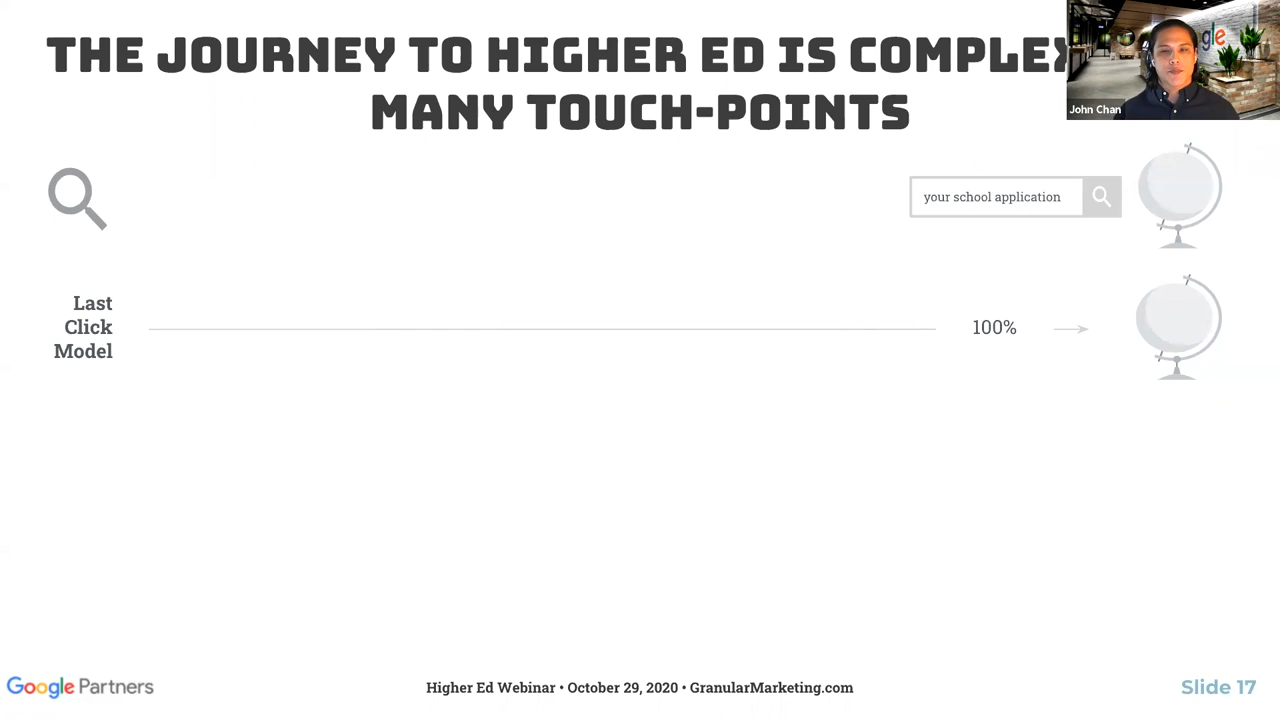 THE JOURNEY TO HIGHER ED IS COMPLEX
MANY TOUCH-POINTS
gle
John Chan
your school application
Last
Click
Model
100%
Google Partners
Higher Ed Webinar • October 29, 2020 • GranularMarketing.com
Slide 17